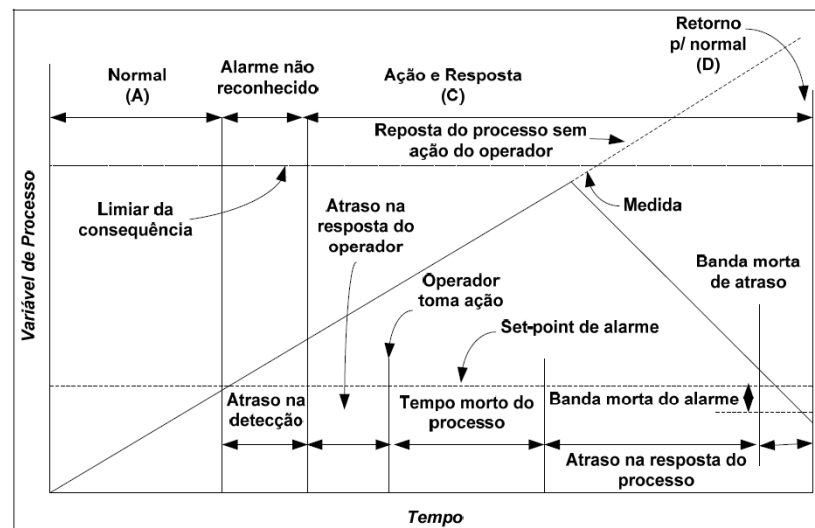 Retorno
p/ normal
(D)
Normal
(A)
Alarme não
reconhecido
Ação e Resposta
(C)
Reposta do processo sem
ação do operador
Limiar da
consequência
Atraso na
resposta do
operador
Medida
Banda morta
de atraso
Operador
toma ação
Set-point de alarme
Variável de Processo
Atraso na
detecção
Tempo morto do
processo
Banda morta do alarme
Atraso na resposta do
processo
Tempo